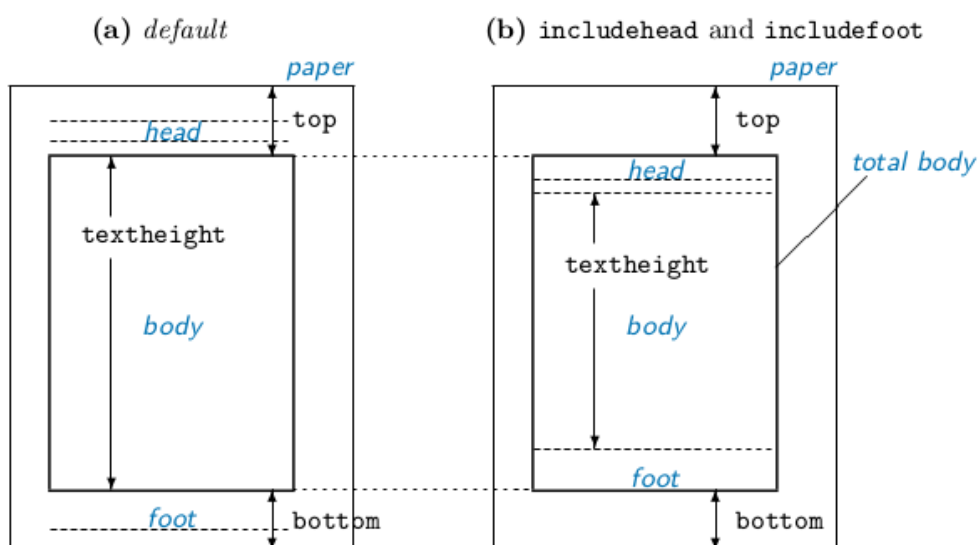 (a) default
(b) includehead and includefoot
paper
paper
top
top
head
head
total body
textheight
textheight
body
body
foot
foot
bottom
bottom